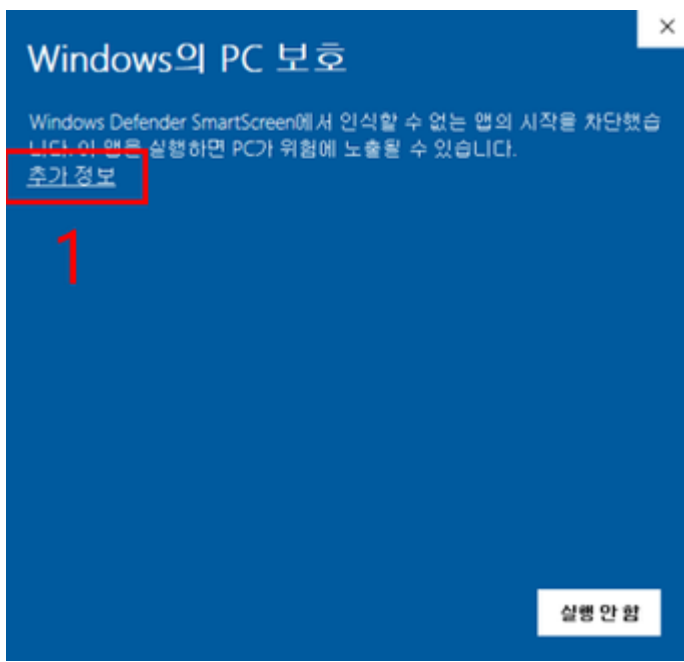 Windows의 PC 보호
Windows Defender SmartScreen에서 인식할 수 없는 앱의 시작을 차단했습
니다. 이 앱을 실행하면 PC가 위험에 노출될 수 있습니다.
추가 정보
1
실행 안 함